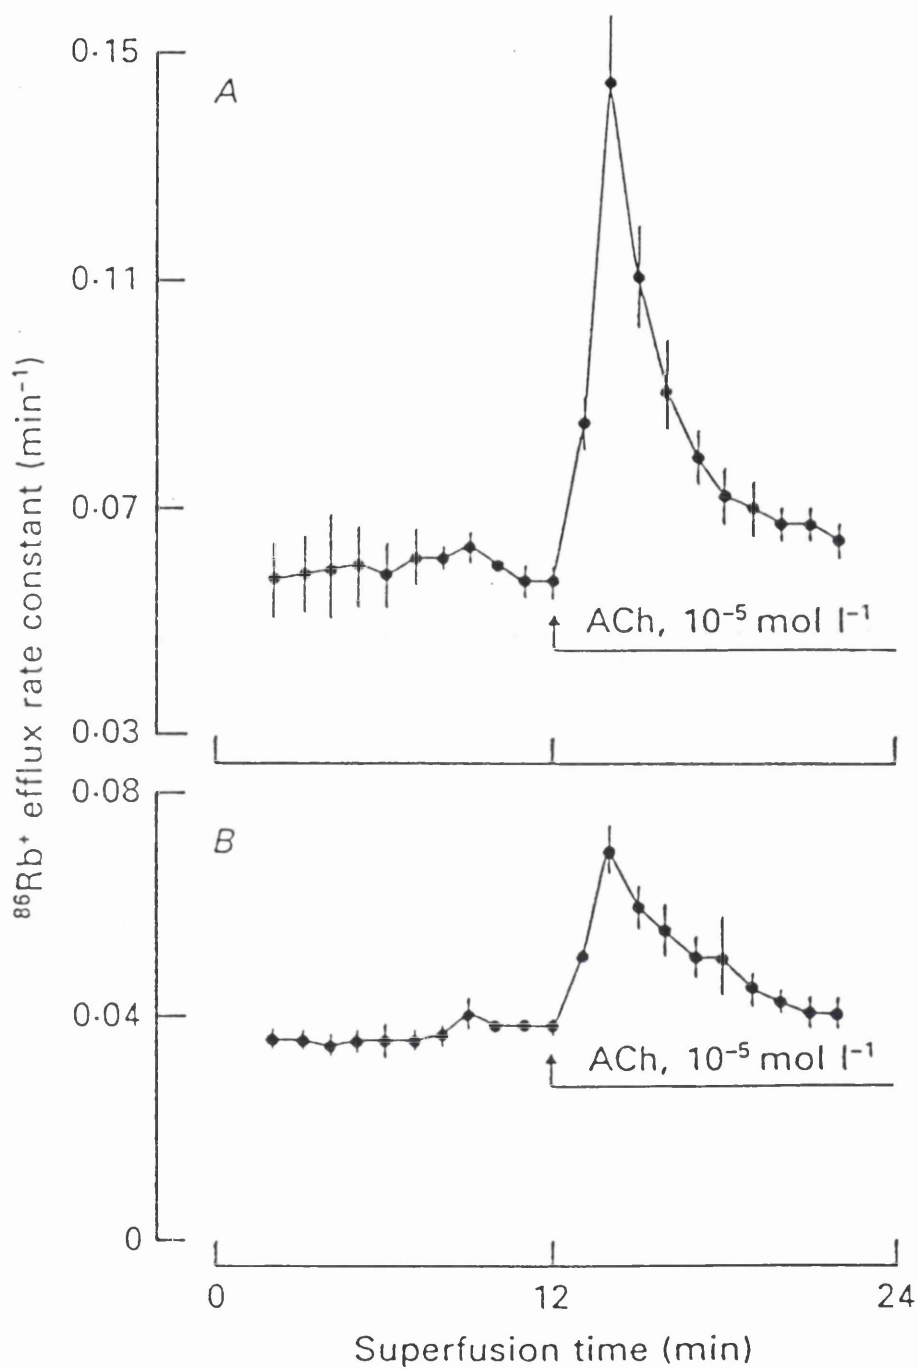 0·15
A
0·11
0·07
0·03
ACh, 10⁻⁵ mol l⁻¹
⁸⁶Rb⁺ efflux rate constant (min⁻¹)
0·08
B
0·04
0
ACh, 10⁻⁵ mol l⁻¹
0
12
24
Superfusion time (min)